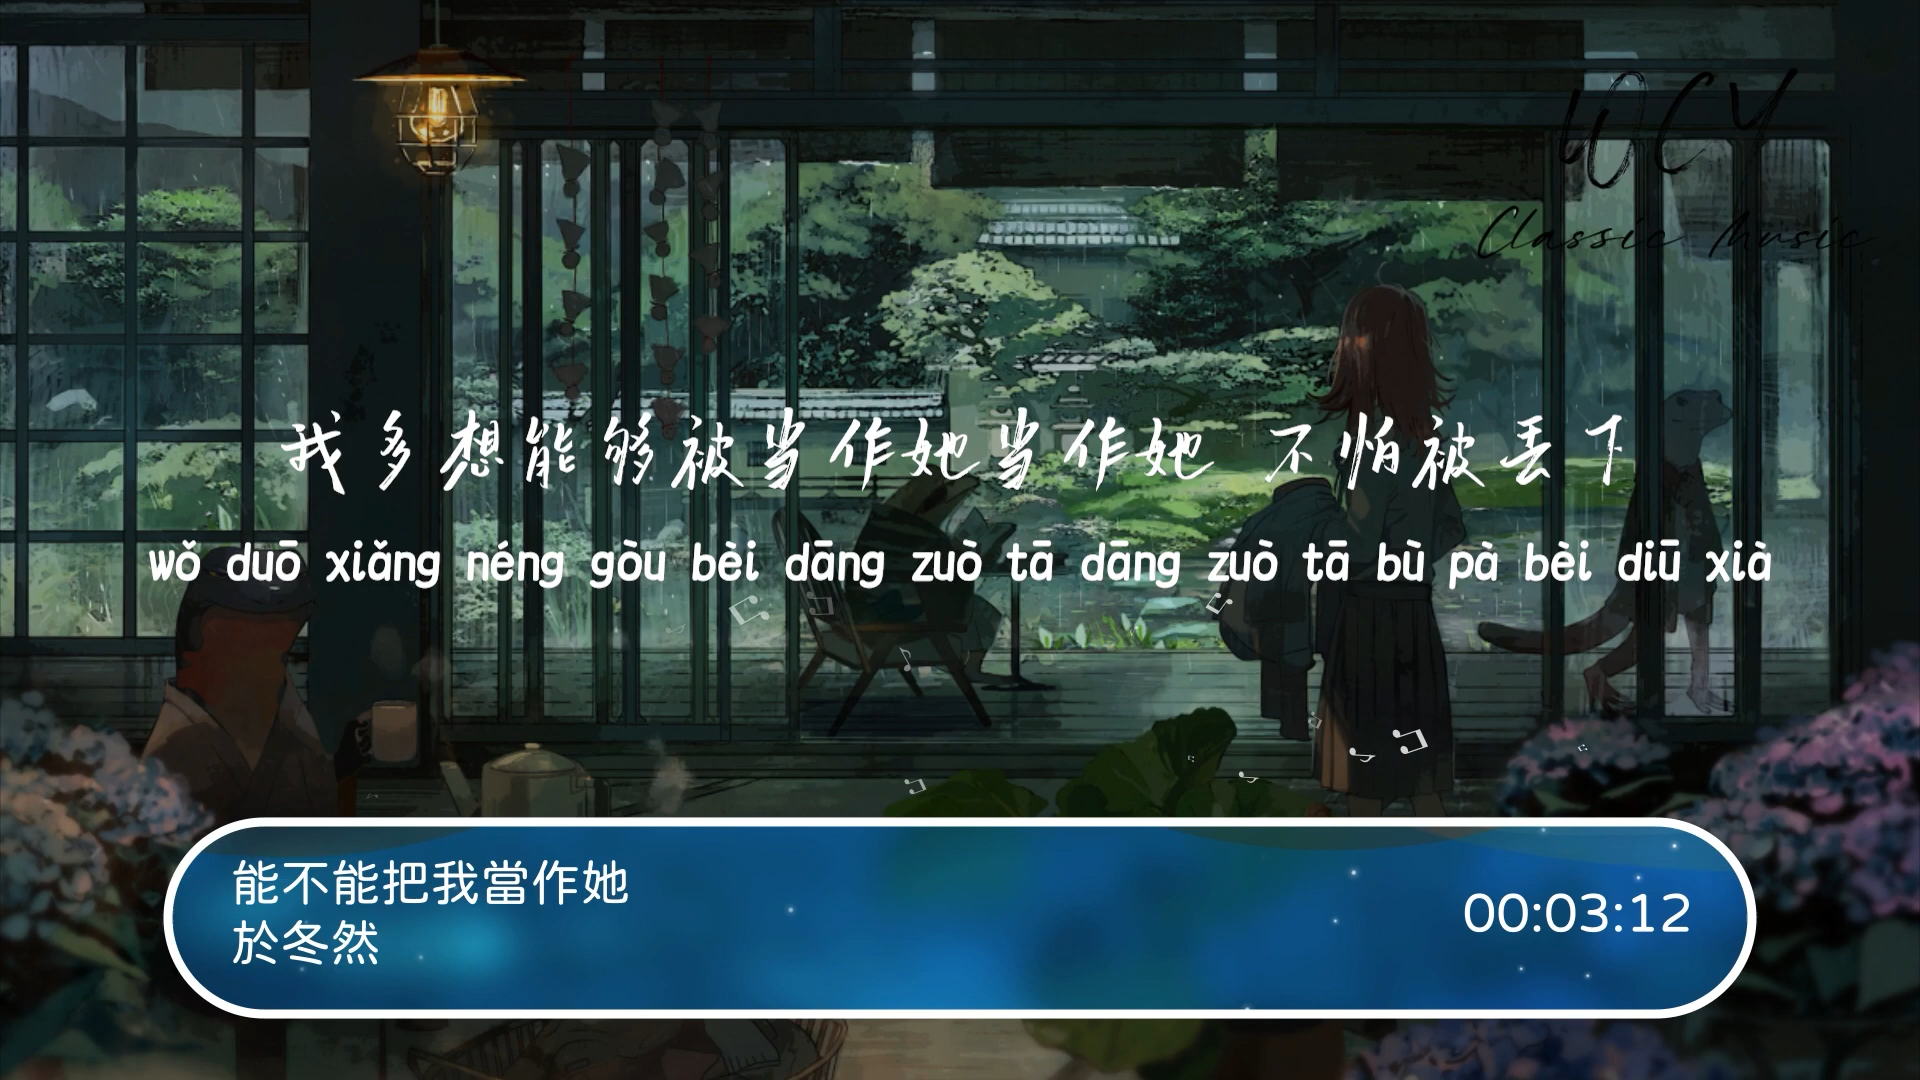 WCY
Classic Music
我多想能够被当作她当作她 不怕被丢下
wǒ duō xiǎng néng gòu bèi dāng zuò tā dāng zuò tā bù pà bèi diū xià
能不能把我當作她
於冬然
00:03:12